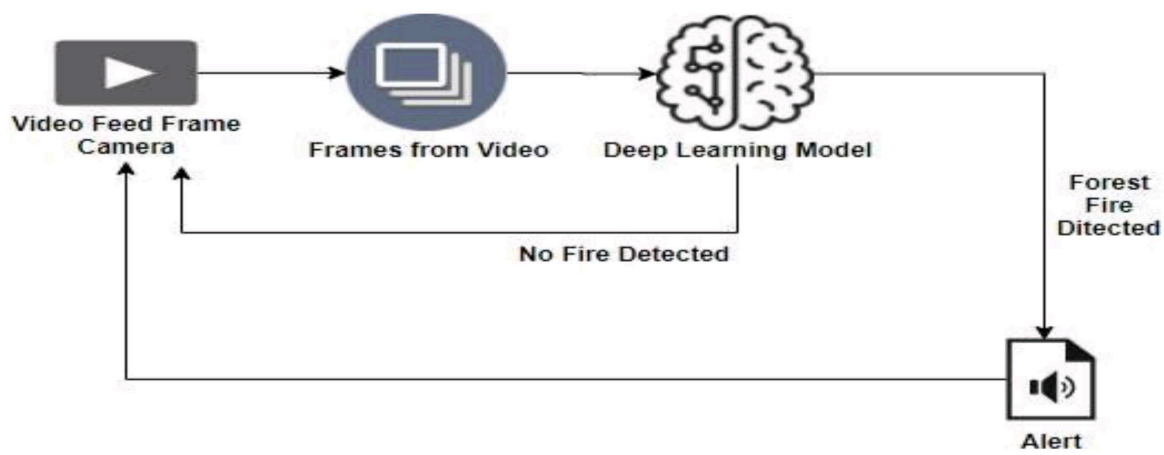 Video Feed Frame
Camera
Frames from Video
Deep Learning Model
Forest
Fire
Ditected
No Fire Detected
Alert